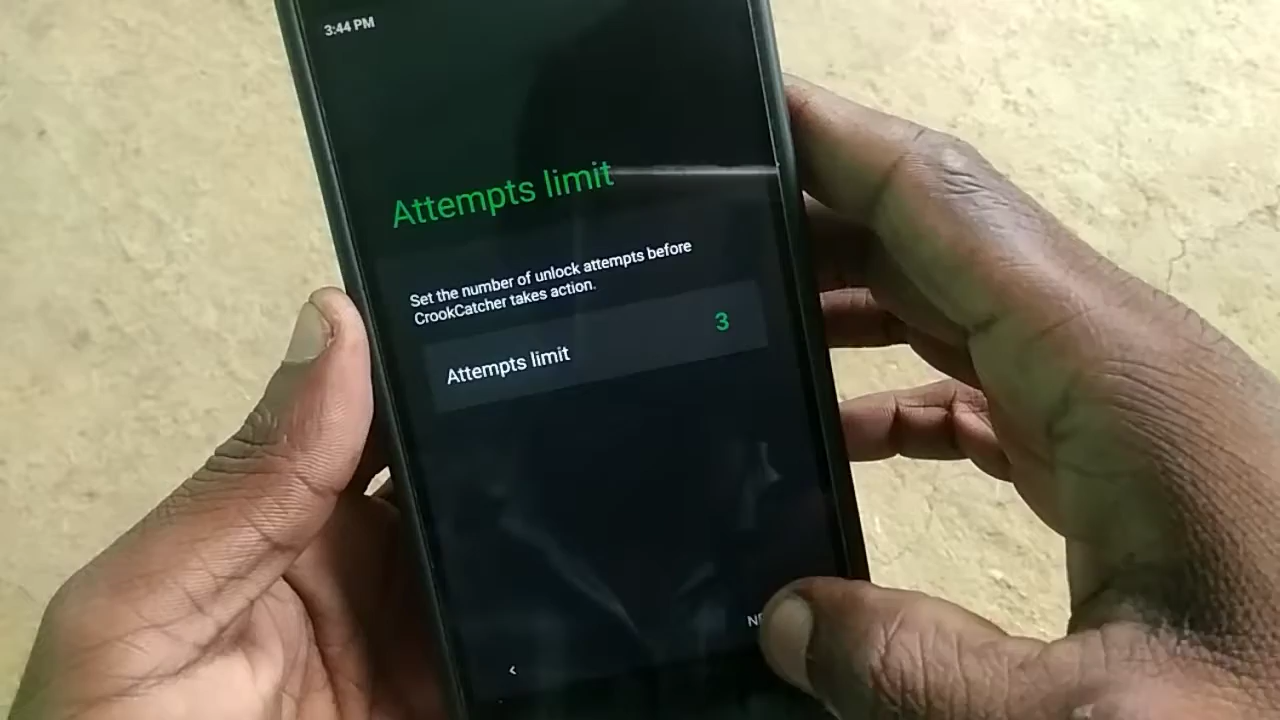 3:44 PM
Attempts limit
Set the number of unlock attempts before
CrookCatcher takes action.
Attempts limit
3